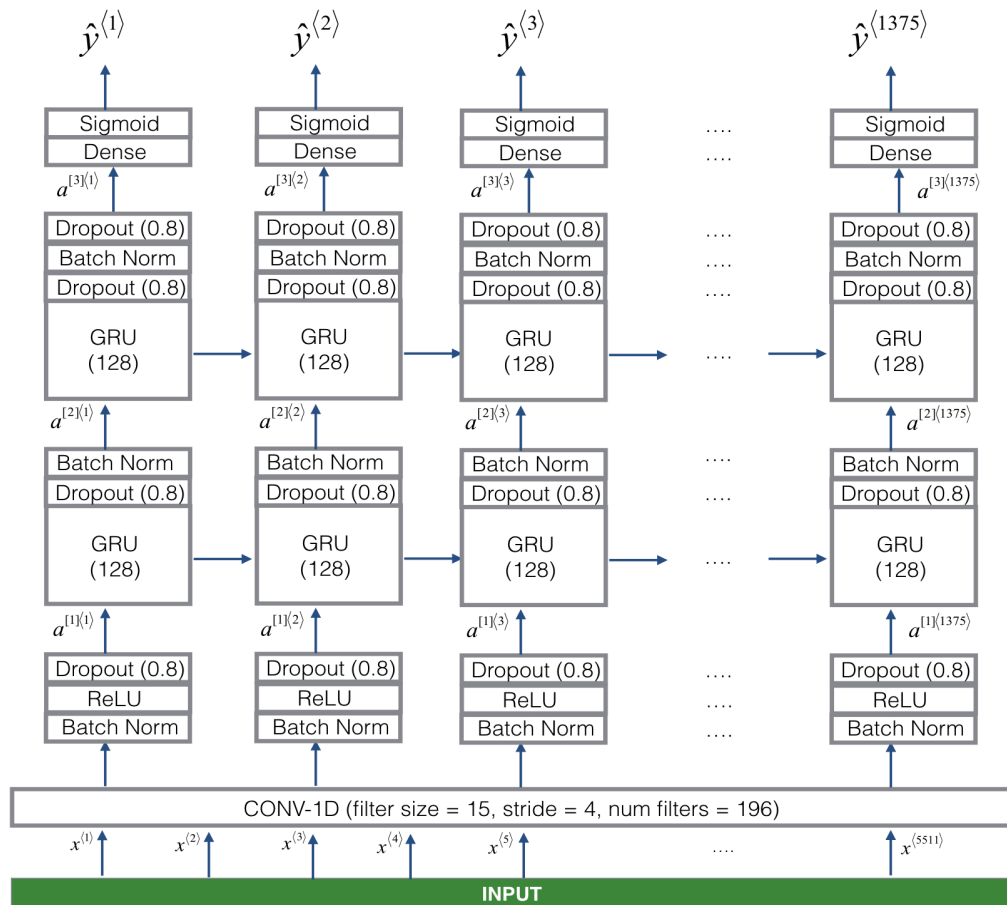 ŷ⟨1⟩ ŷ⟨2⟩ ŷ⟨3⟩ ŷ⟨1375⟩
Sigmoid Sigmoid Sigmoid .... Sigmoid
Dense Dense Dense .... Dense
a[3]⟨1⟩ a[3]⟨2⟩ a[3]⟨3⟩ a[3]⟨1375⟩
Dropout (0.8) Dropout (0.8) Dropout (0.8) .... Dropout (0.8)
Batch Norm Batch Norm Batch Norm .... Batch Norm
Dropout (0.8) Dropout (0.8) Dropout (0.8) .... Dropout (0.8)
GRU GRU GRU GRU
(128) (128) (128) .... (128)
a[2]⟨1⟩ a[2]⟨2⟩ a[2]⟨3⟩ a[2]⟨1375⟩
Batch Norm Batch Norm Batch Norm .... Batch Norm
Dropout (0.8) Dropout (0.8) Dropout (0.8) .... Dropout (0.8)
GRU GRU GRU GRU
(128) (128) (128) .... (128)
a[1]⟨1⟩ a[1]⟨2⟩ a[1]⟨3⟩ a[1]⟨1375⟩
Dropout (0.8) Dropout (0.8) Dropout (0.8) .... Dropout (0.8)
ReLU ReLU ReLU .... ReLU
Batch Norm Batch Norm Batch Norm .... Batch Norm
CONV-1D (filter size = 15, stride = 4, num filters = 196)
x⟨1⟩ x⟨2⟩ x⟨3⟩ x⟨4⟩ x⟨5⟩ .... x⟨5511⟩
INPUT